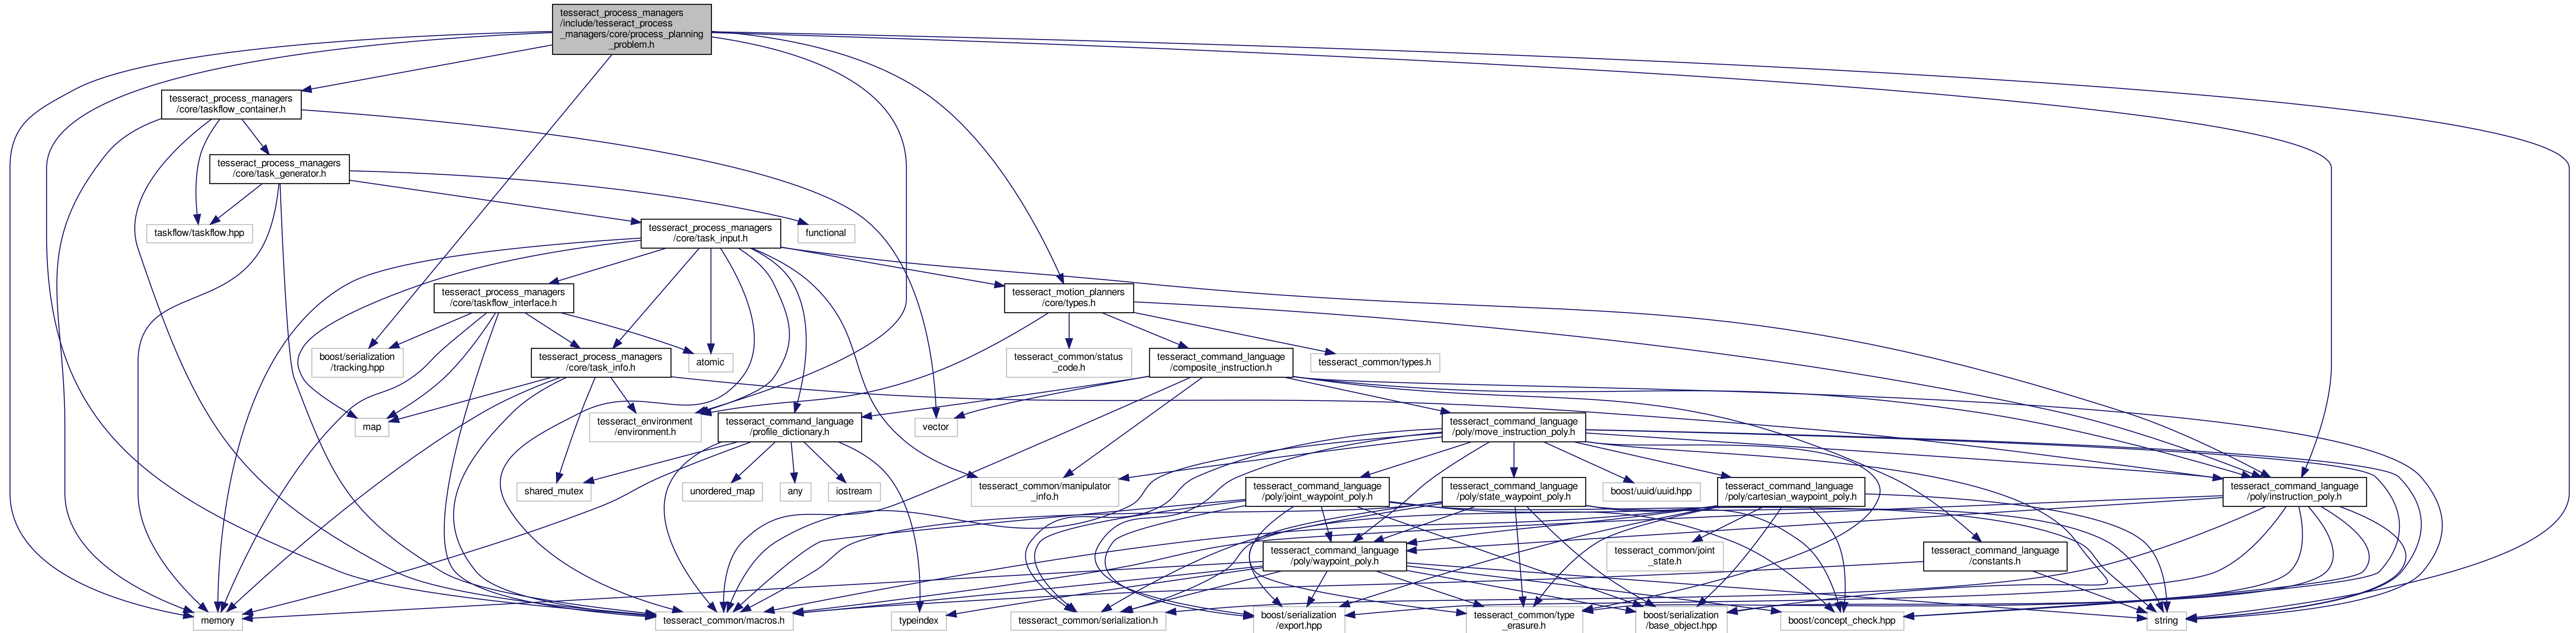 tesseract_process_managers
/include/tesseract_process
_managers/core/process_planning
_problem.h
tesseract_process_managers
/core/taskflow_container.h
tesseract_process_managers
/core/task_generator.h
taskflow/taskflow.hpp
tesseract_process_managers
/core/task_input.h
functional
tesseract_process_managers
/core/taskflow_interface.h
tesseract_motion_planners
/core/types.h
boost/serialization
/tracking.hpp
tesseract_process_managers
/core/task_info.h
atomic
tesseract_common/status
_code.h
tesseract_command_language
/composite_instruction.h
tesseract_common/types.h
map
tesseract_environment
/environment.h
tesseract_command_language
/profile_dictionary.h
vector
tesseract_command_language
/poly/move_instruction_poly.h
shared_mutex
unordered_map
any
iostream
tesseract_common/manipulator
_info.h
tesseract_command_language
/poly/joint_waypoint_poly.h
tesseract_command_language
/poly/state_waypoint_poly.h
boost/uuid/uuid.hpp
tesseract_command_language
/poly/cartesian_waypoint_poly.h
tesseract_command_language
/poly/instruction_poly.h
tesseract_command_language
/poly/waypoint_poly.h
tesseract_common/joint
_state.h
tesseract_command_language
/constants.h
memory
tesseract_common/macros.h
typeindex
tesseract_common/serialization.h
boost/serialization
/export.hpp
tesseract_common/type
_erasure.h
boost/serialization
/base_object.hpp
boost/concept_check.hpp
string